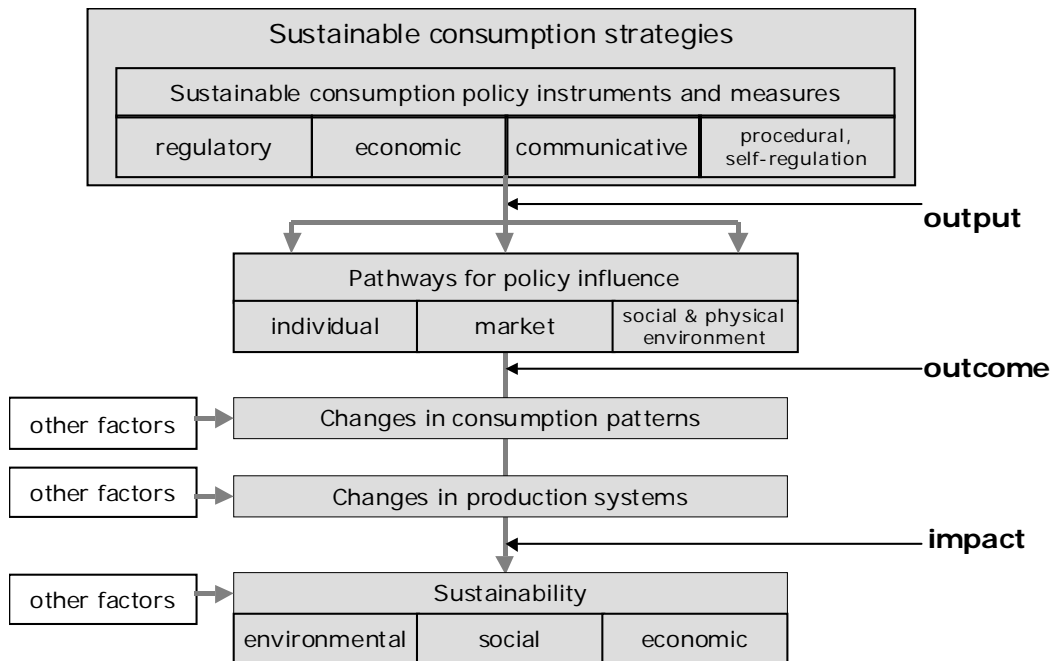 Sustainable consumption strategies
Sustainable consumption policy instruments and measures
regulatory
economic
communicative
procedural,
self-regulation
output
Pathways for policy influence
individual
market
social & physical
environment
outcome
other factors
Changes in consumption patterns
other factors
Changes in production systems
impact
other factors
Sustainability
environmental
social
economic